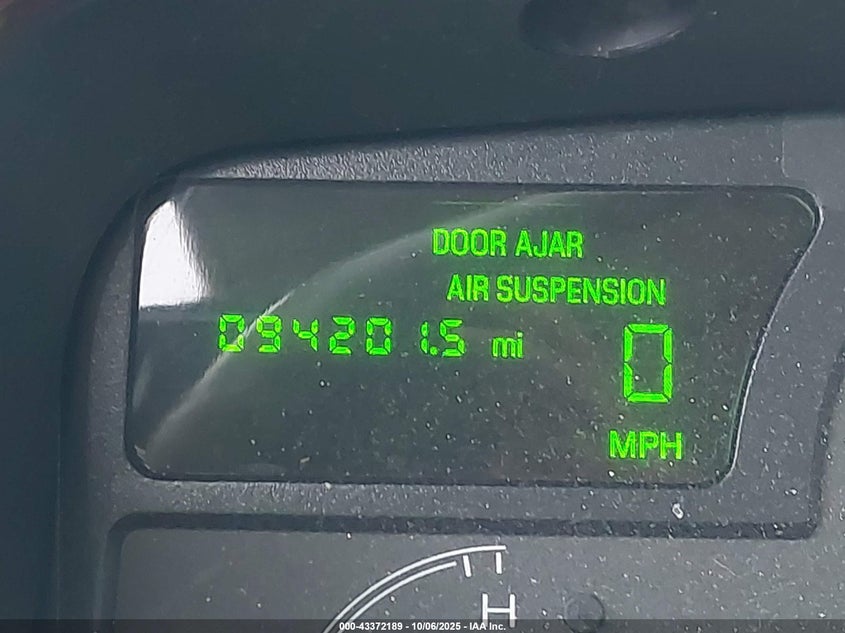 DOOR AJAR
AIR SUSPENSION
094201.5 mi
0
MPH
H
000-43372189 - 10/06/2025 - IAA Inc.